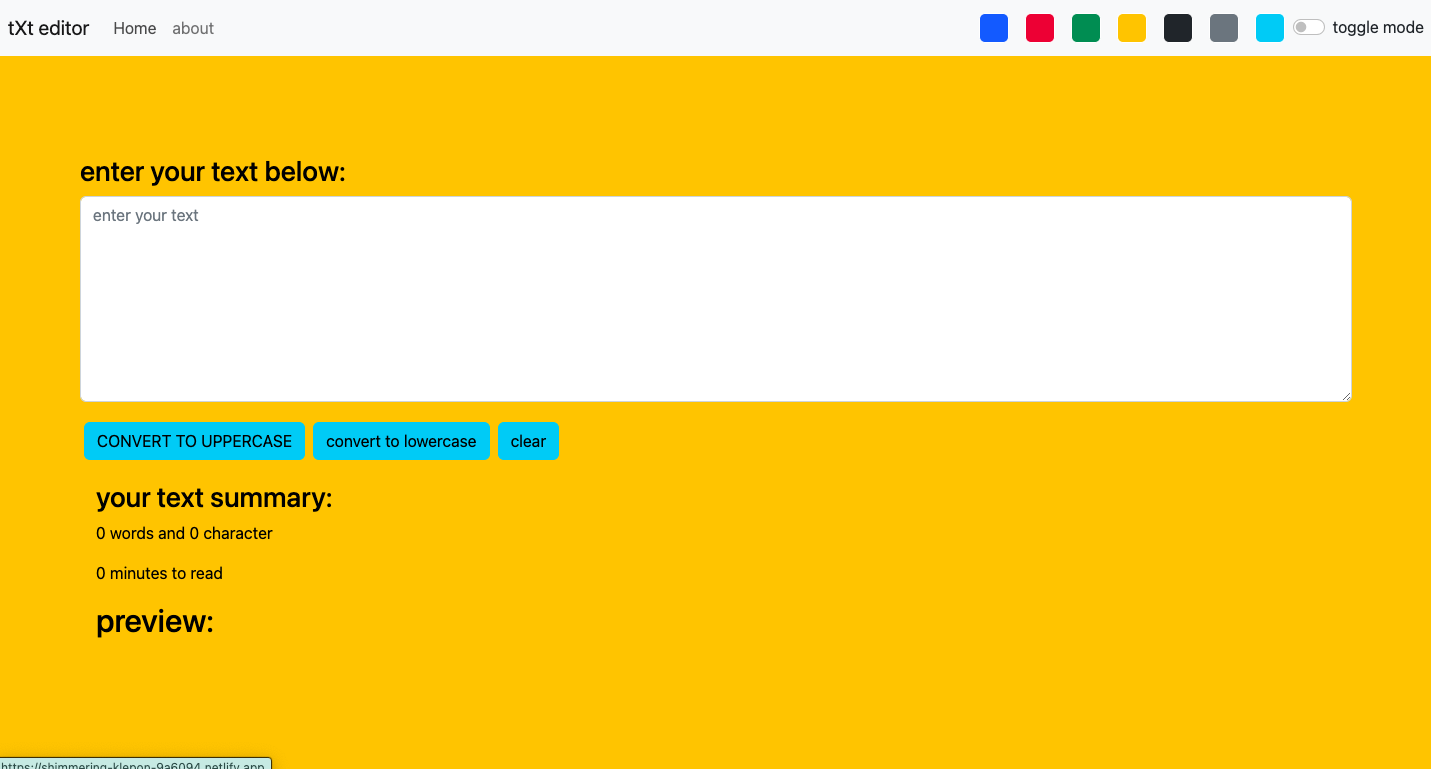 tXt editor Home about toggle mode
enter your text below:
enter your text
CONVERT TO UPPERCASE convert to lowercase clear
your text summary:
0 words and 0 character
0 minutes to read
preview:
https://shimmering-klepon-9a6094.netlify.app